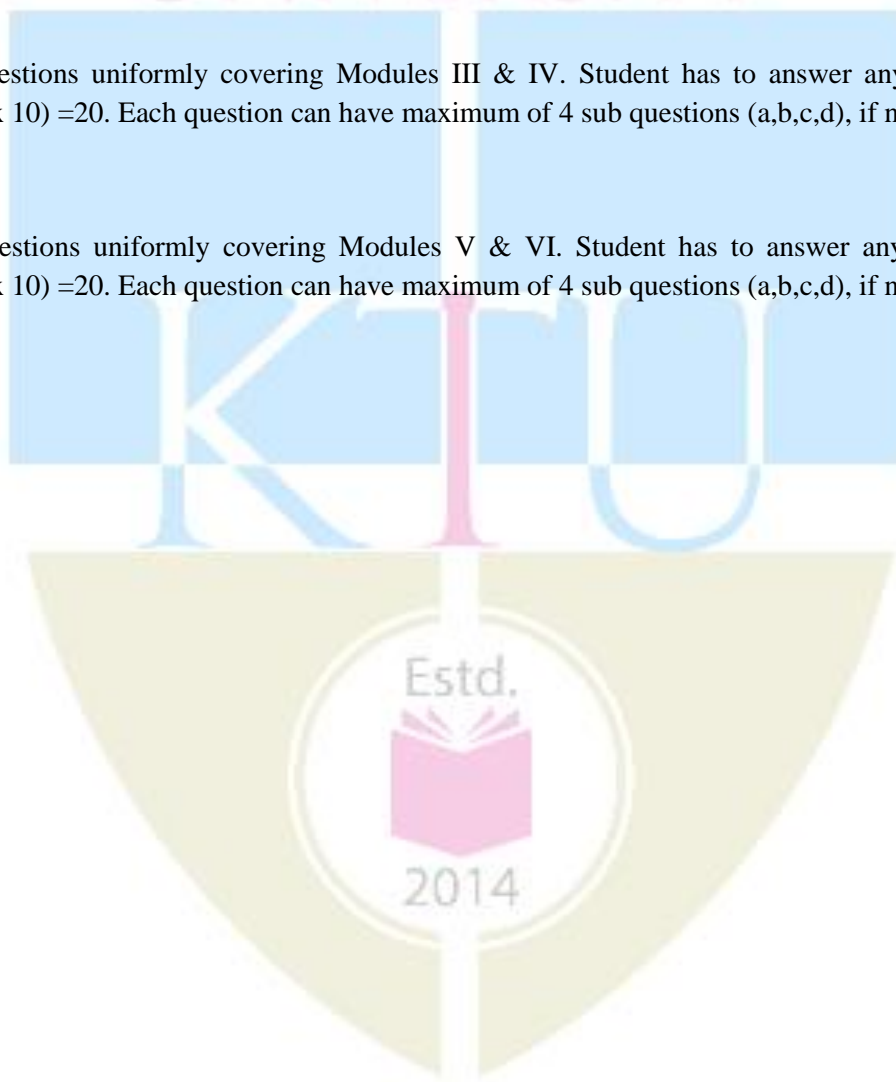 estions uniformly covering Modules III & IV. Student has to answer any
10) =20. Each question can have maximum of 4 sub questions (a,b,c,d), if
estions uniformly covering Modules V & VI. Student has to answer any
10) =20. Each question can have maximum of 4 sub questions (a,b,c,d), if
KTU
Estd.
2014